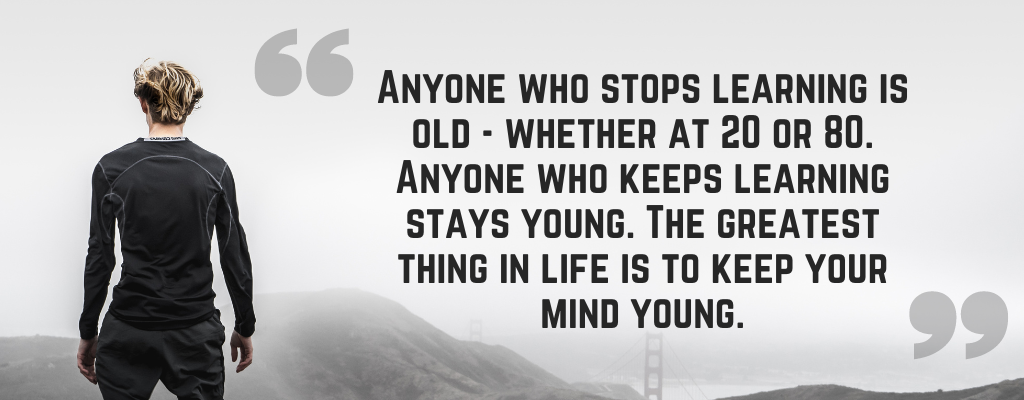 “
Anyone who stops learning is
old - whether at 20 or 80.
Anyone who keeps learning
stays young. The greatest
thing in life is to keep your
mind young.
”